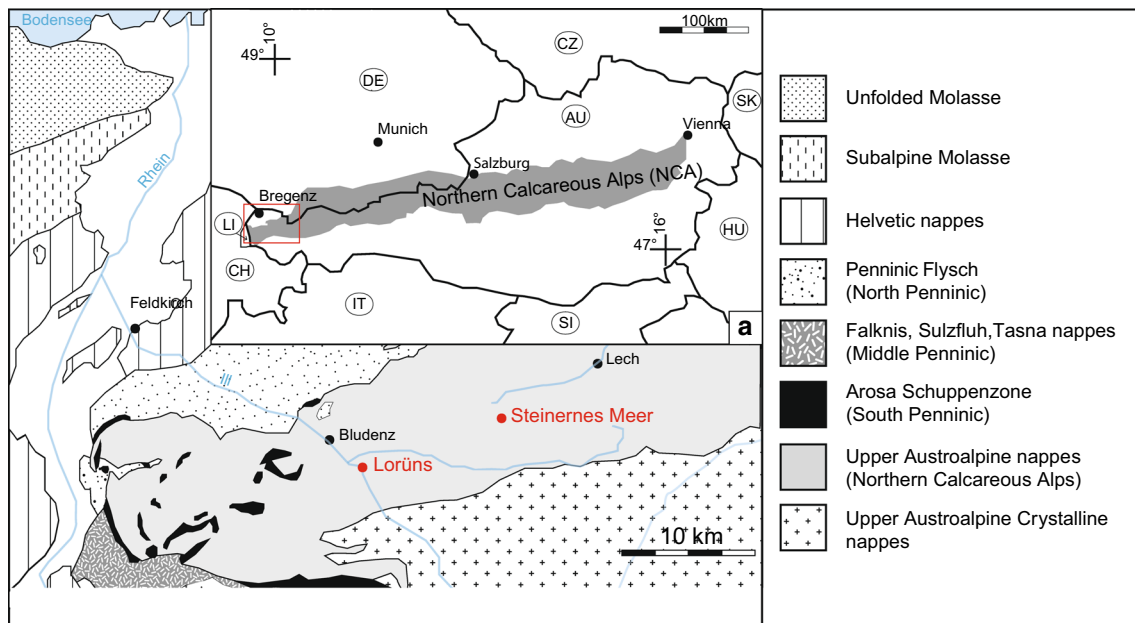 Bodensee
Rhein
Feldkirch
Ill
Bludenz
Lorüns
Steinernes Meer
Lech
10 km
100km
49°
10°
CZ
DE
SK
AU
Munich
Vienna
Salzburg
Northern Calcareous Alps (NCA)
Bregenz
LI
16°
47°
HU
CH
IT
SI
a
Unfolded Molasse
Subalpine Molasse
Helvetic nappes
Penninic Flysch
(North Penninic)
Falknis, Sulzfluh,Tasna nappes
(Middle Penninic)
Arosa Schuppenzone
(South Penninic)
Upper Austroalpine nappes
(Northern Calcareous Alps)
Upper Austroalpine Crystalline
nappes